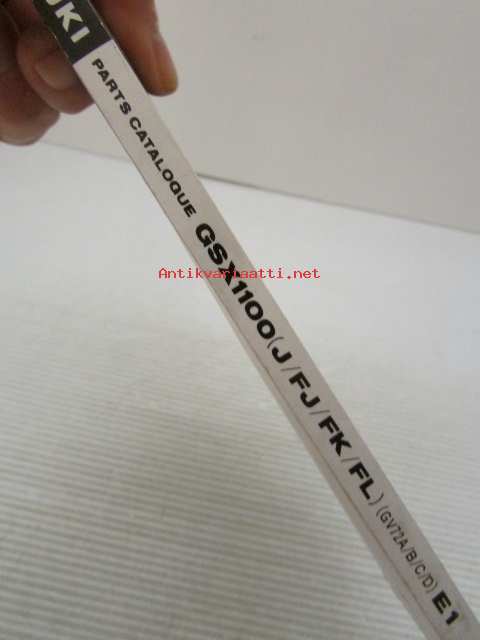 UKI PARTS CATALOGUE GSX1100(J/FJ/FK/FL) (GV72A/B/C/D) E1
Antikvariaatti.net